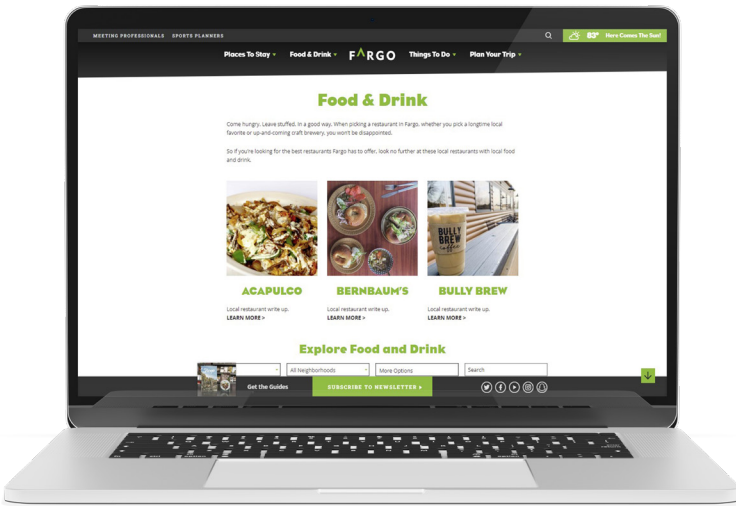 MEETING PROFESSIONALS SPORTS PLANNERS
83° Here Comes The Sun!
Places To Stay Food & Drink FARGO Things To Do Plan Your Trip
Food & Drink
Come hungry. Leave stuffed. In a good way. When picking a restaurant in Fargo, whether you pick a longtime local
favorite or up-and-coming craft brewery, you won't be disappointed.
So if you're looking for the best restaurants Fargo has to offer, look no further at these local restaurants with local food
and drink.
BULLY
BREW
coffee
ACAPULCO BERNBAUM'S BULLY BREW
Local restaurant write up. Local restaurant write up. Local restaurant write up.
LEARN MORE > LEARN MORE > LEARN MORE >
Explore Food and Drink
All Neighborhoods More Options Search
Get the Guides SUBSCRIBE TO NEWSLETTER >